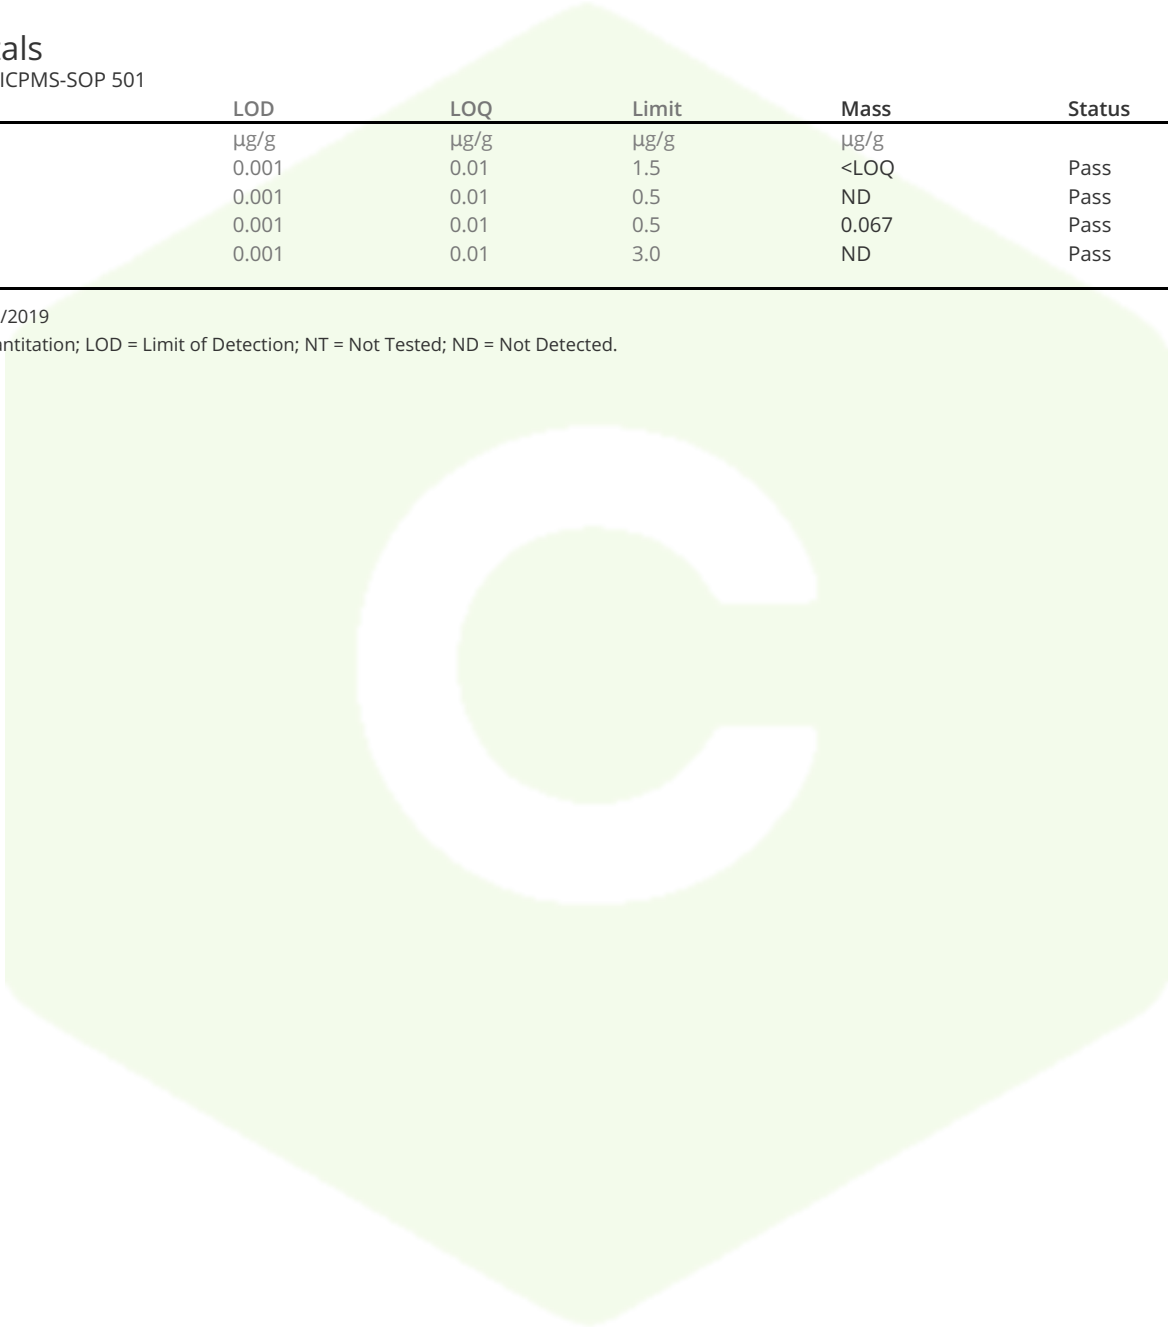 tals
ICPMS-SOP 501
LOD LOQ Limit Mass Status
µg/g µg/g µg/g µg/g
0.001 0.01 1.5 <LOQ Pass
0.001 0.01 0.5 ND Pass
0.001 0.01 0.5 0.067 Pass
0.001 0.01 3.0 ND Pass
/2019
antitation; LOD = Limit of Detection; NT = Not Tested; ND = Not Detected.
C